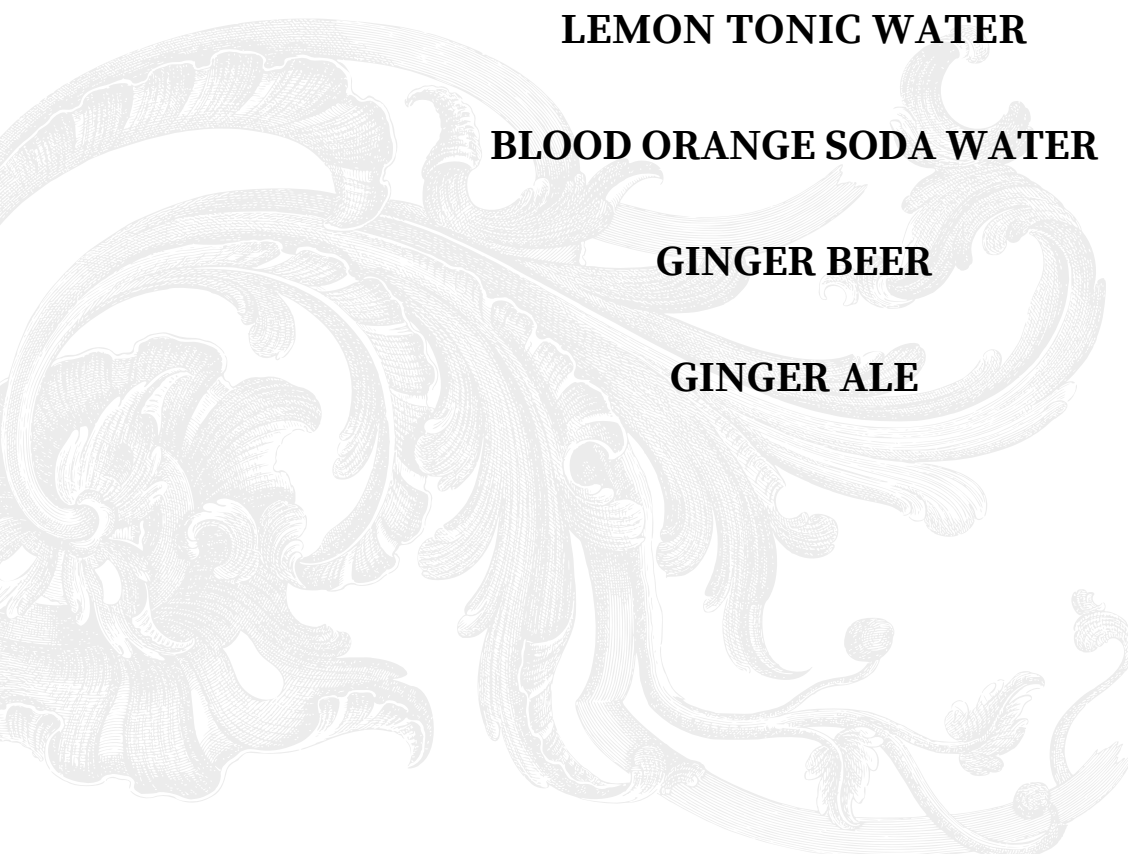 LEMON TONIC WATER
BLOOD ORANGE SODA WATER
GINGER BEER
GINGER ALE